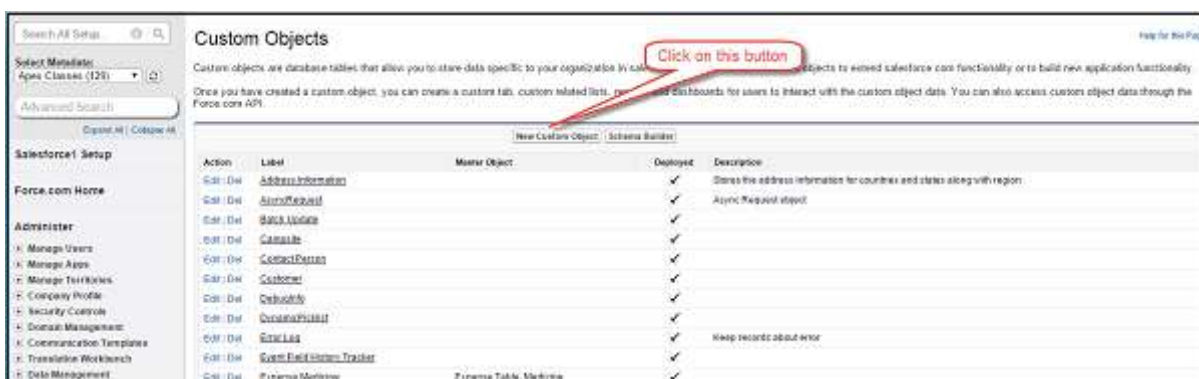 Search All Setup...
Select Metadata:
Apex Classes (129)
Advanced Search
Expand All | Collapse All
Salesforce1 Setup
Force.com Home
Administer
Manage Users
Manage Apps
Manage Territories
Company Profile
Security Controls
Domain Management
Communication Templates
Translation Workbench
Data Management
Custom Objects
Help for this Page
Click on this button
Custom objects are database tables that allow you to store data specific to your organization in objects to extend salesforce.com functionality or to build new application functionality.
Once you have created a custom object, you can create a custom tab, custom related lists, dashboards for users to interact with the custom object data. You can also access custom object data through the
Force.com API.
New Custom Object Schema Builder
Action Label Master Object Deployed Description
Edit | Del Address Information ✓ Stores the address information for countries and states along with region
Edit | Del AsyncRequest ✓ Async Request object
Edit | Del Batch Update ✓
Edit | Del Campsite ✓
Edit | Del ContactPerson ✓
Edit | Del Customer ✓
Edit | Del DebugInfo ✓
Edit | Del DynamicPicklist ✓
Edit | Del Error Log ✓ Keep records about error
Edit | Del Event Field History Tracker
Edit | Del Expense Medicine Expense Table Medicine ✓